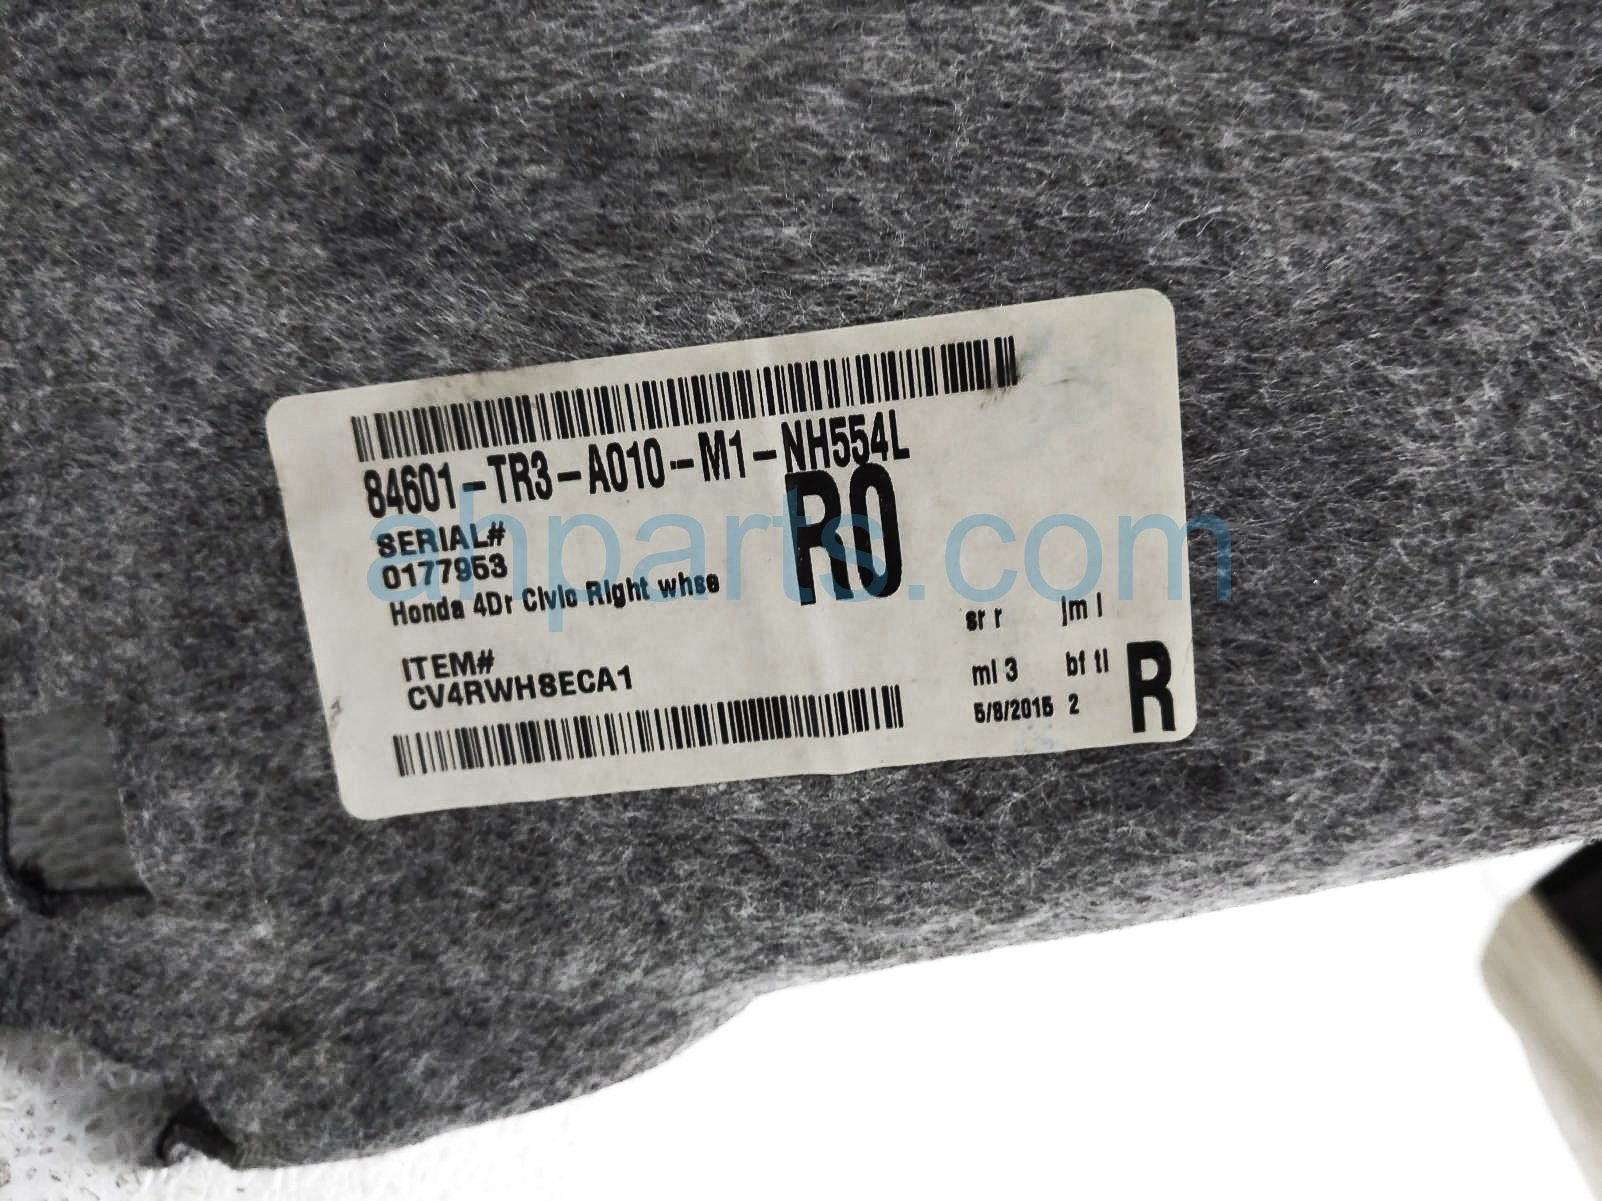 84601-TR3-A010-M1-NH554L
R0
SERIAL#
0177953
Honda 4Dr Civic Right whse
ITEM#
CV4RWH8ECA1
sr r jm l
ml 3 bf tl
5/8/2015 2
R
ahparts.com